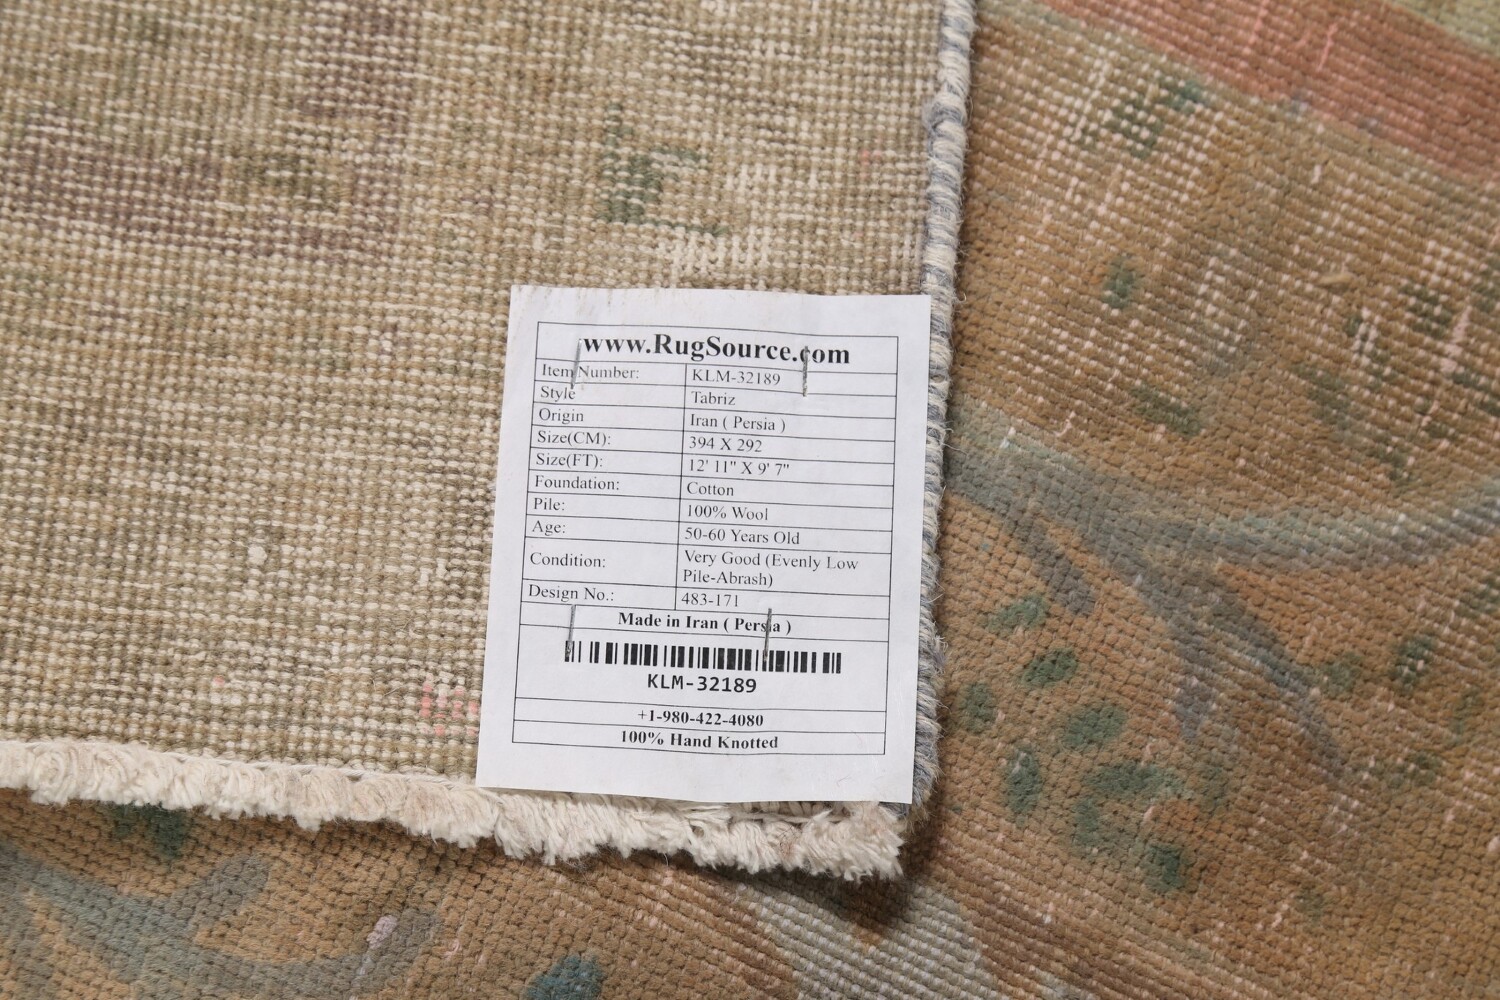 www.RugSource.com
Item Number: KLM-32189
Style Tabriz
Origin Iran ( Persia )
Size(CM): 394 X 292
Size(FT): 12' 11" X 9' 7"
Foundation: Cotton
Pile: 100% Wool
Age: 50-60 Years Old
Condition: Very Good (Evenly Low
Pile-Abrash)
Design No.: 483-171
Made in Iran ( Persia )
KLM-32189
+1-980-422-4080
100% Hand Knotted